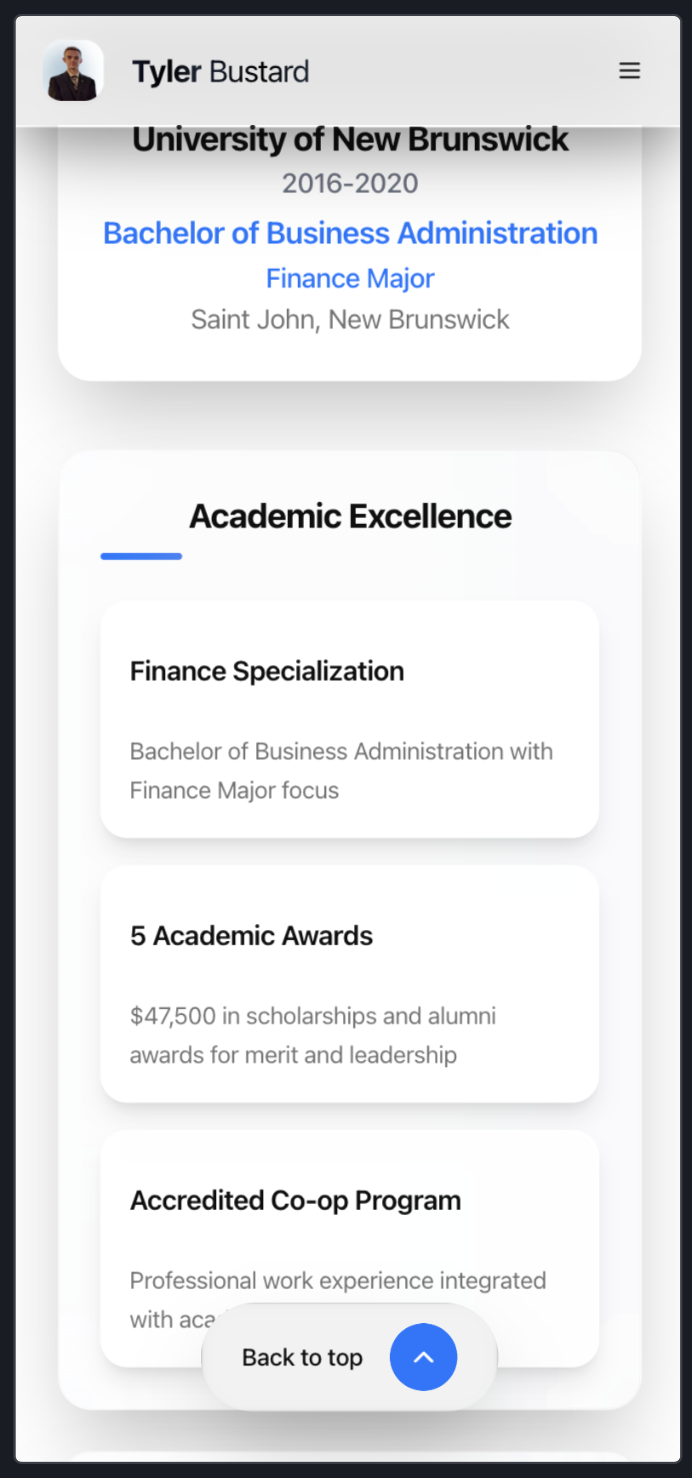 Tyler Bustard
University of New Brunswick
2016-2020
Bachelor of Business Administration
Finance Major
Saint John, New Brunswick
Academic Excellence
Finance Specialization
Bachelor of Business Administration with
Finance Major focus
5 Academic Awards
$47,500 in scholarships and alumni
awards for merit and leadership
Accredited Co-op Program
Professional work experience integrated
with
Back to top